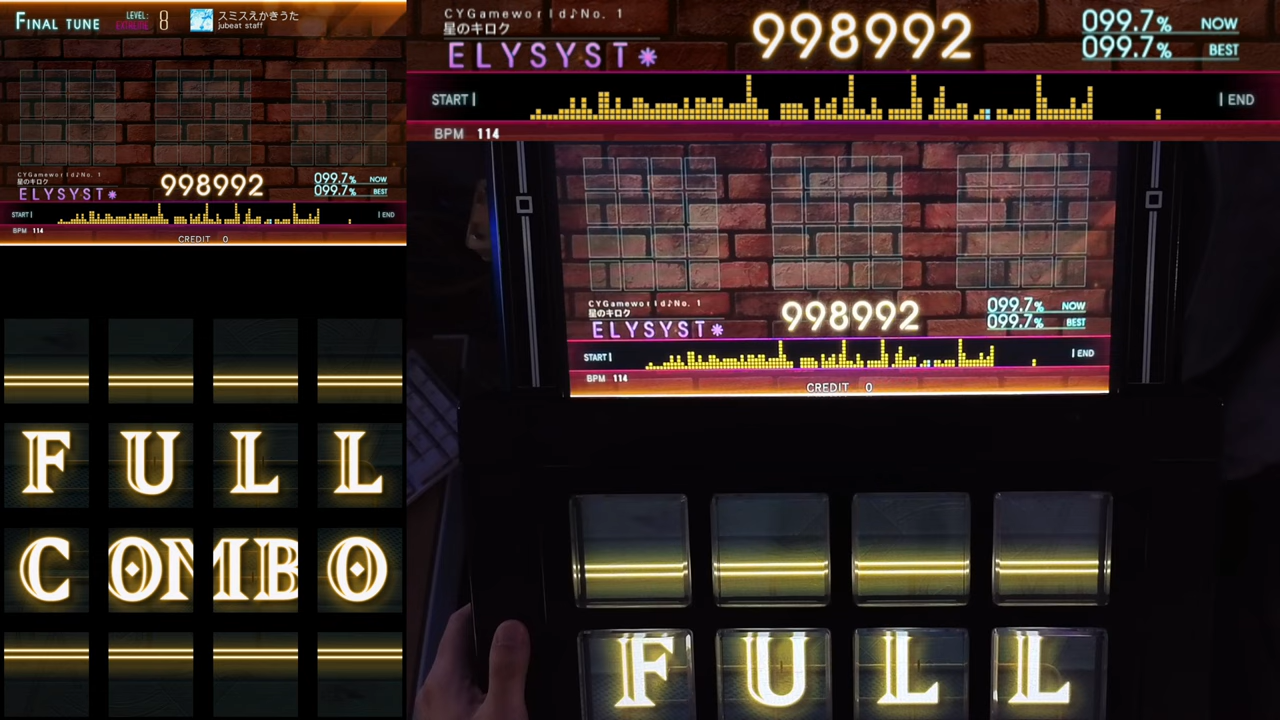 FINAL TUNE
LEVEL: 8
EXTREME
スミスえかきうた
jubeat staff
CYGameworld♪No. 1
星のキロク
ELYSYST*
998992
099.7% NOW
099.7% BEST
START | | END
BPM 114
CREDIT 0
FULL
COMBO
CYGameworld♪No. 1
星のキロク
ELYSYST*
998992
099.7% NOW
099.7% BEST
START | | END
BPM 114
CYGameworld♪No. 1
星のキロク
ELYSYST*
998992
099.7% NOW
099.7% BEST
START | | END
BPM 114
CREDIT 0
FULL